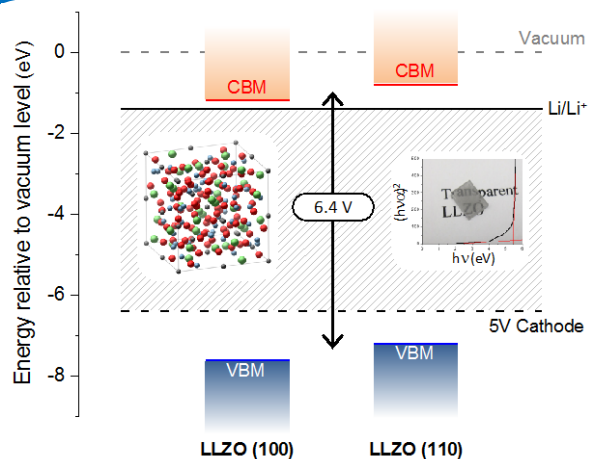 Energy relative to vacuum level (eV)
0
-2
-4
-6
-8
Vacuum
CBM
CBM
Li/Li⁺
6.4 V
(hνα)²
Transparent
LLZO
hν(eV)
5V Cathode
VBM
VBM
LLZO (100)
LLZO (110)